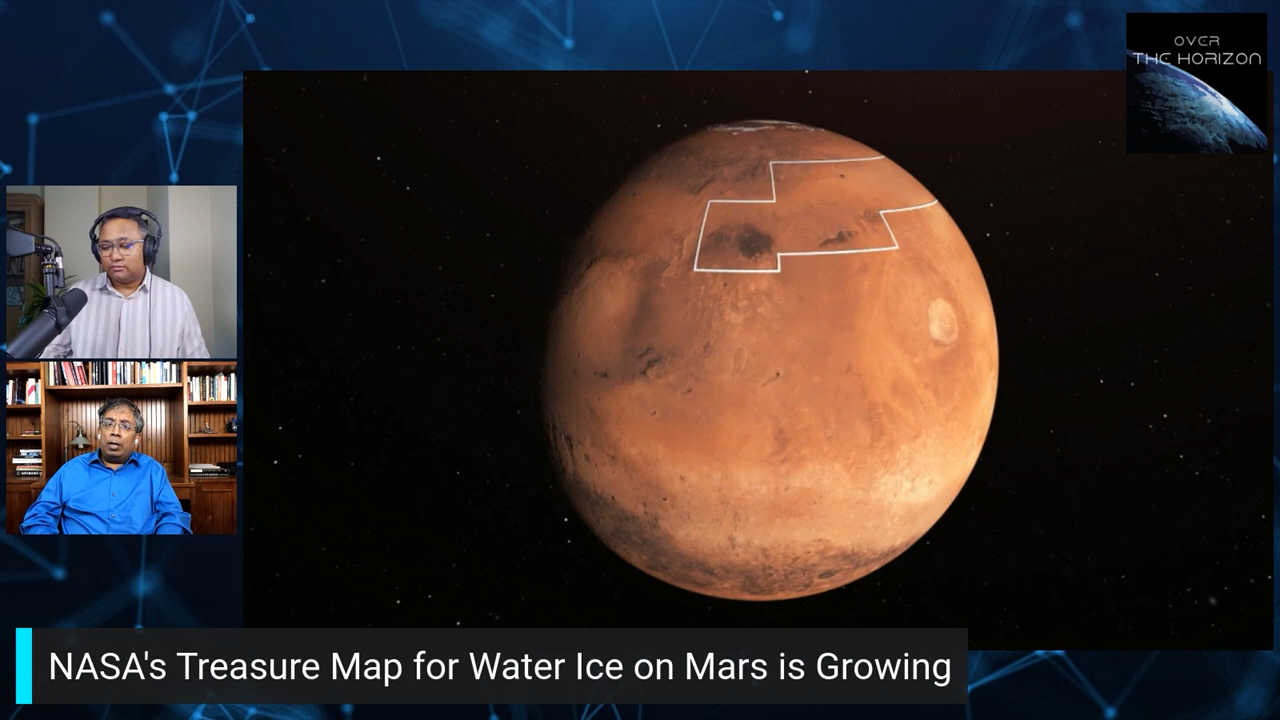 OVER
THE HORIZON
NASA's Treasure Map for Water Ice on Mars is Growing